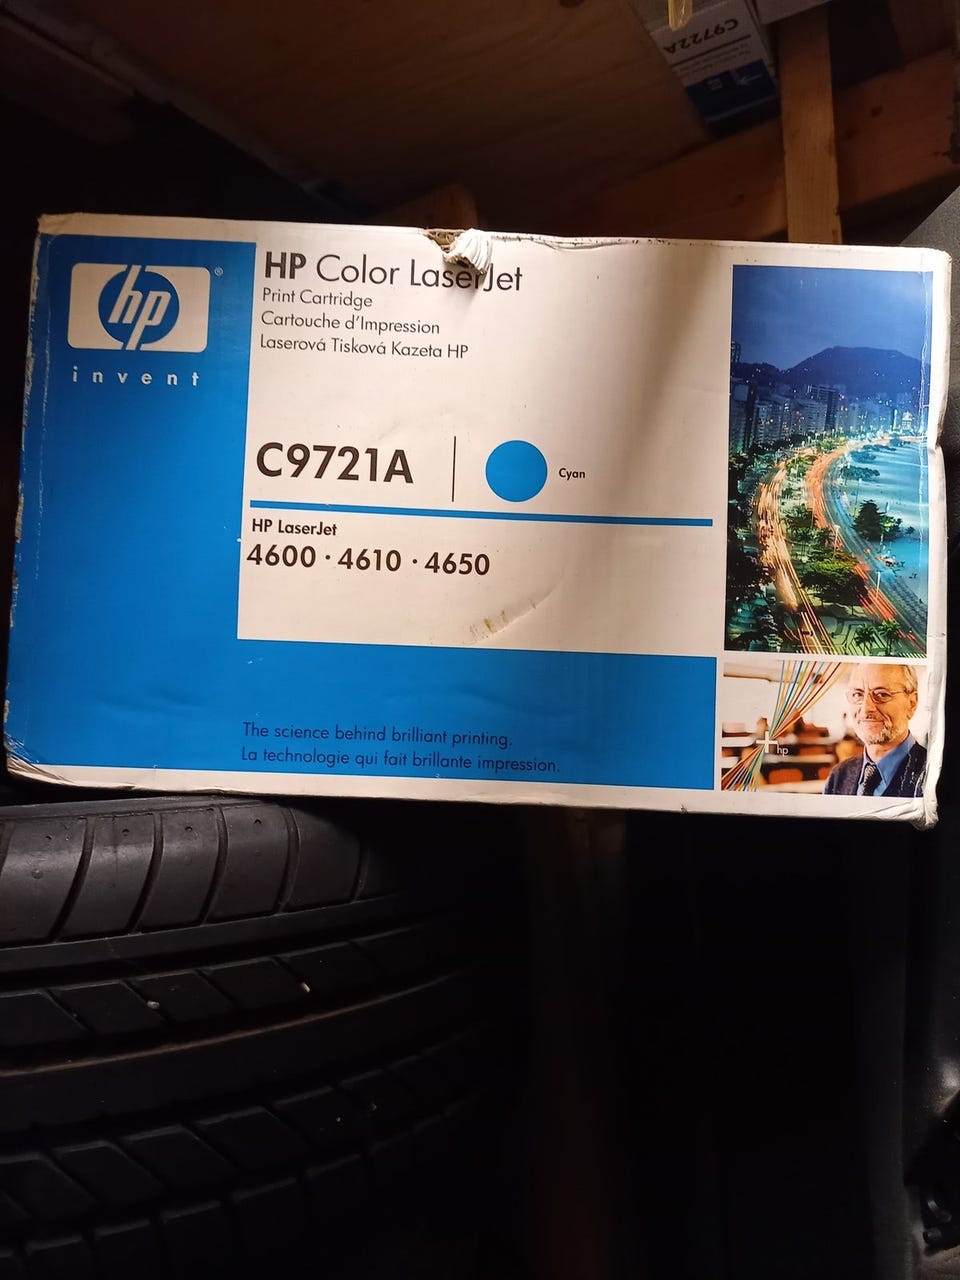 C9722A
hp
®
invent
HP Color LaserJet
Print Cartridge
Cartouche d'Impression
Laserová Tisková Kazeta HP
C9721A
Cyan
HP LaserJet
4600 · 4610 · 4650
The science behind brilliant printing.
La technologie qui fait brillante impression.
+hp